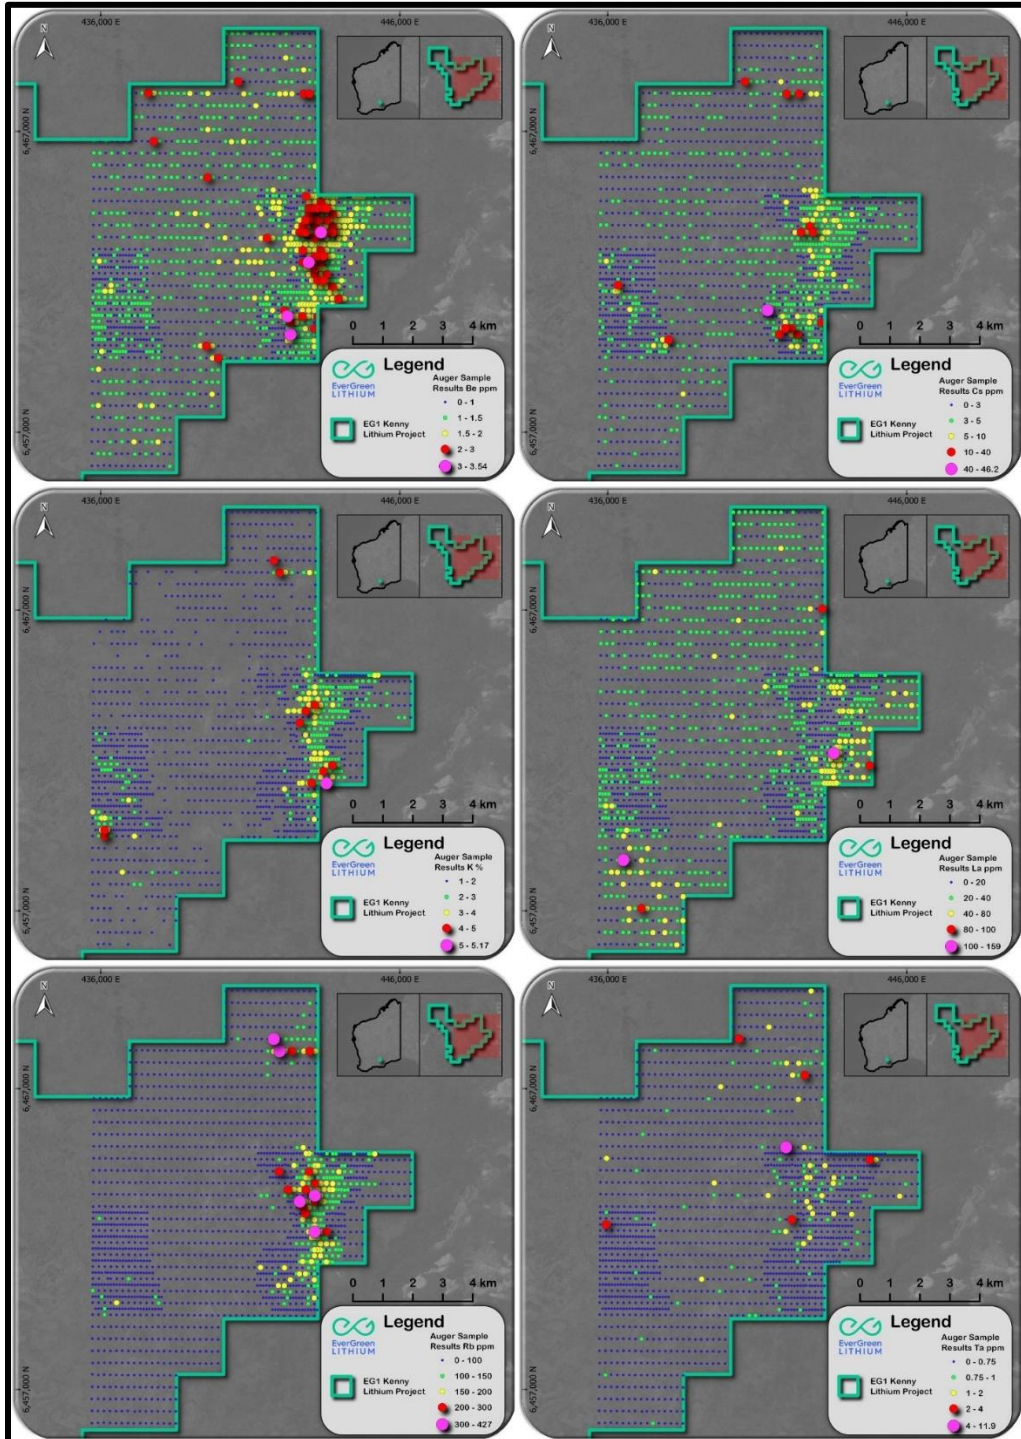 436,000 E
446,000 E
N
6,467,000 N
6,457,000 N
0 1 2 4 km
Legend
EverGreen
LITHIUM
EG1 Kenny
Lithium Project
Auger Sample
Results Be ppm
0 - 1
1 - 1.5
1.5 - 2
2 - 3
3 - 3.54
436,000 E
446,000 E
N
6,467,000 N
6,457,000 N
0 1 2 4 km
Legend
EverGreen
LITHIUM
EG1 Kenny
Lithium Project
Auger Sample
Results Cs ppm
0 - 3
3 - 5
5 - 10
10 - 40
40 - 46.2
436,000 E
446,000 E
N
6,467,000 N
6,457,000 N
0 1 2 4 km
Legend
EverGreen
LITHIUM
EG1 Kenny
Lithium Project
Auger Sample
Results K %
1 - 2
2 - 3
3 - 4
4 - 5
5 - 5.17
436,000 E
446,000 E
N
6,467,000 N
6,457,000 N
0 1 2 4 km
Legend
EverGreen
LITHIUM
EG1 Kenny
Lithium Project
Auger Sample
Results La ppm
0 - 20
20 - 40
40 - 80
80 - 100
100 - 159
436,000 E
446,000 E
N
6,467,000 N
6,457,000 N
0 1 2 4 km
Legend
EverGreen
LITHIUM
EG1 Kenny
Lithium Project
Auger Sample
Results Rb ppm
0 - 100
100 - 150
150 - 200
200 - 300
300 - 427
436,000 E
446,000 E
N
6,467,000 N
6,457,000 N
0 1 2 4 km
Legend
EverGreen
LITHIUM
EG1 Kenny
Lithium Project
Auger Sample
Results Ta ppm
0 - 0.75
0.75 - 1
1 - 2
2 - 4
4 - 11.9